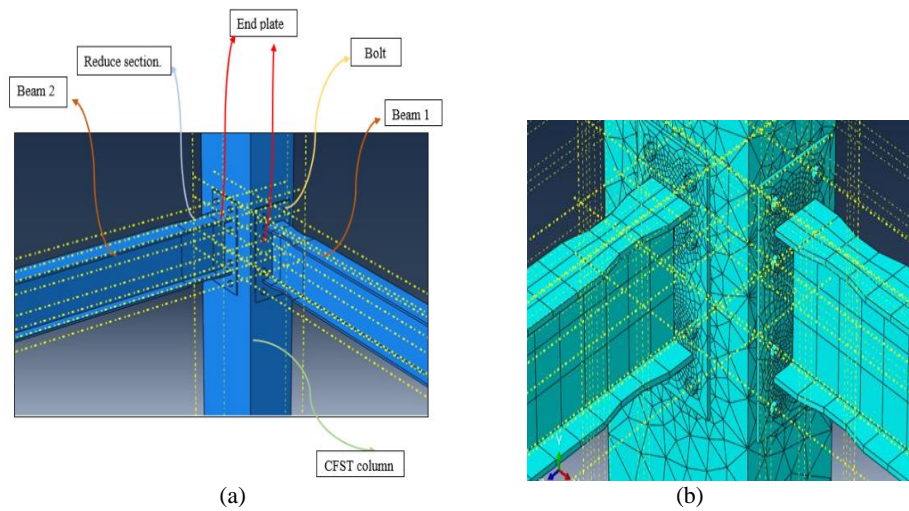 End plate
Reduce section.
Bolt
Beam 2
Beam 1
CFST column
(a)
(b)